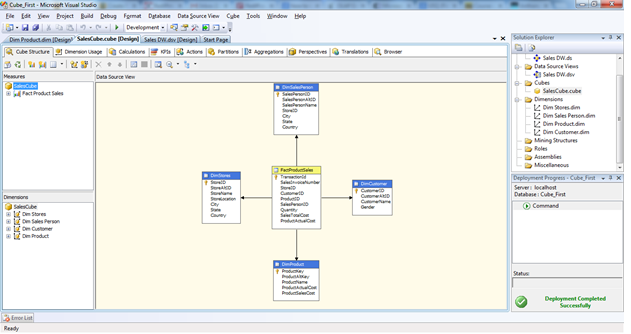 Cube_First - Microsoft Visual Studio
File Edit View Project Build Debug Format Database Data Source View Cube Tools Window Help
Development
Dim Product.dim [Design] SalesCube.cube [Design] Sales DW.dsv [Design] Start Page
Cube Structure Dimension Usage Calculations KPIs Actions Partitions Aggregations Perspectives Translations Browser
Measures
SalesCube
Fact Product Sales
Dimensions
SalesCube
Dim Stores
Dim Sales Person
Dim Customer
Dim Product
Data Source View
DimSalesPerson
SalesPersonID
SalesPersonAltID
SalesPersonName
StoreID
City
State
Country
DimStores
StoreID
StoreAltID
StoreName
StoreLocation
City
State
Country
FactProductSales
TransactionId
SalesInvoiceNumber
StoreID
CustomerID
ProductID
SalesPersonID
Quantity
SalesTotalCost
ProductActualCost
DimCustomer
CustomerID
CustomerAltID
CustomerName
Gender
DimProduct
ProductKey
ProductAltKey
ProductName
ProductActualCost
ProductSalesCost
Solution Explorer
Sales DW.ds
Data Source Views
Sales DW.dsv
Cubes
SalesCube.cube
Dimensions
Dim Stores.dim
Dim Sales Person.dim
Dim Product.dim
Dim Customer.dim
Mining Structures
Roles
Assemblies
Miscellaneous
Deployment Progress - Cube_First
Server : localhost
Database : Cube_First
Command
Status:
Deployment Completed
Successfully
Error List
Ready